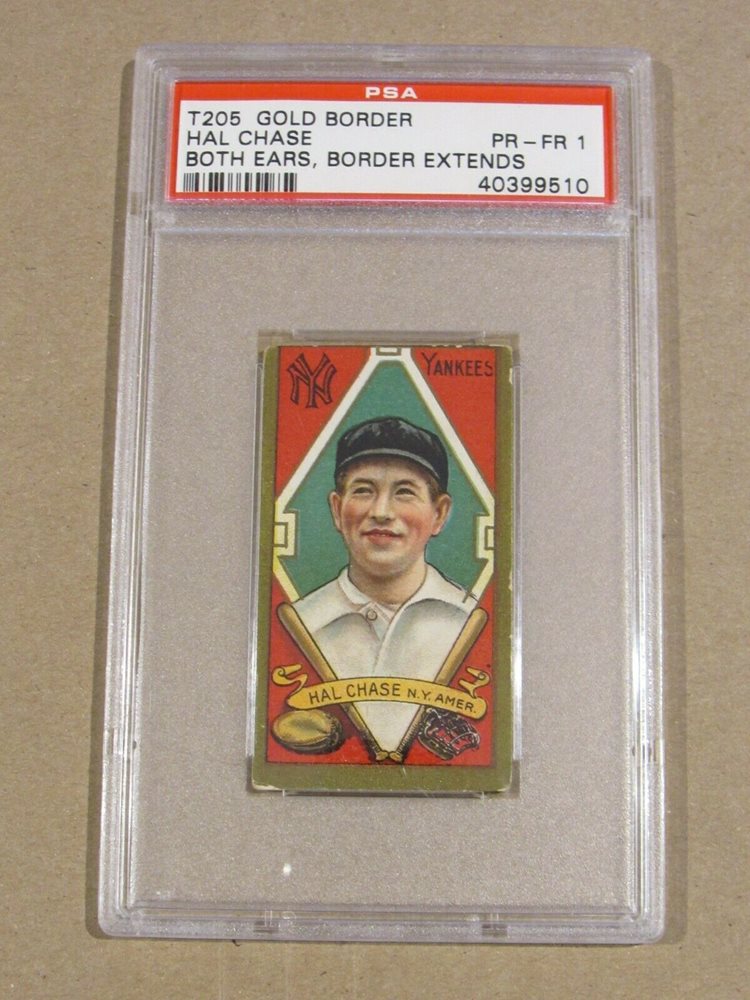 PSA
T205 GOLD BORDER
HAL CHASE PR-FR 1
BOTH EARS, BORDER EXTENDS
40399510
NY YANKEES
HAL CHASE N.Y. AMER.